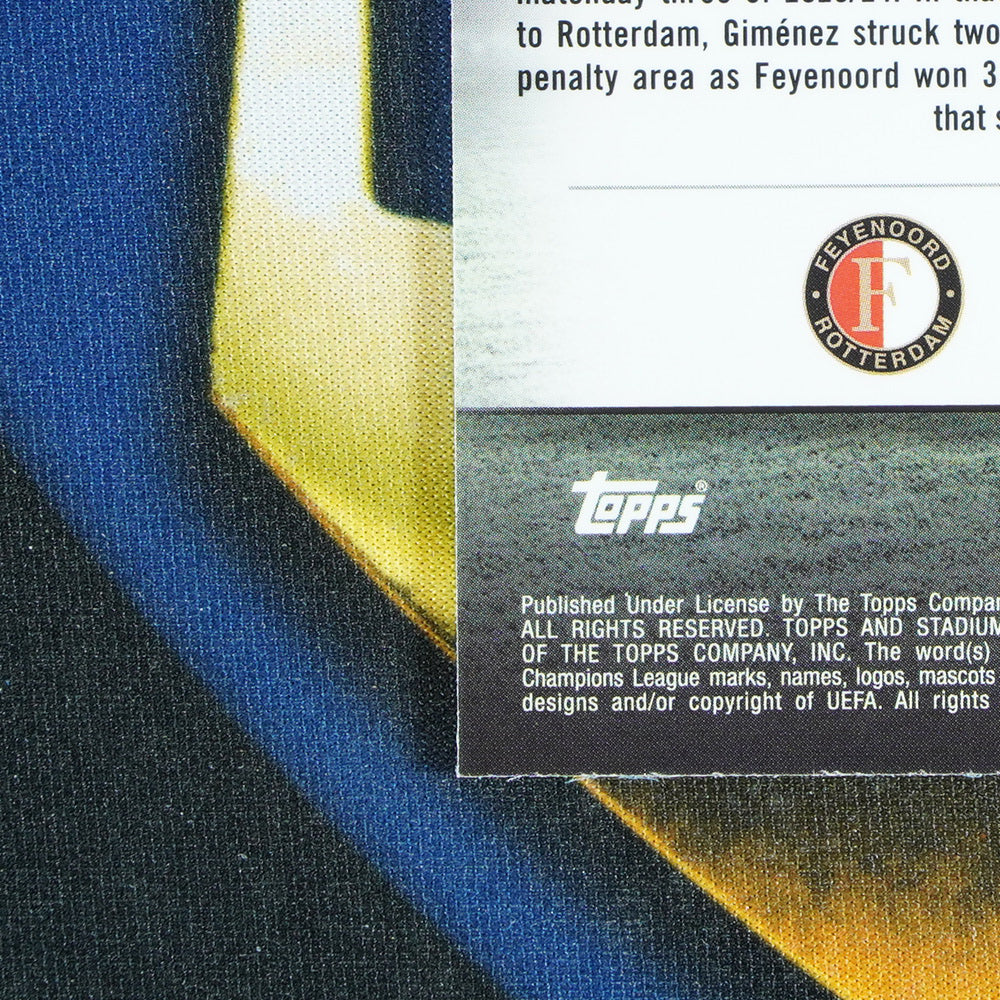 to Rotterdam, Giménez struck two
penalty area as Feyenoord won 3
that s
FEYENOORD
F
ROTTERDAM
Topps®
Published Under License by The Topps Compan
ALL RIGHTS RESERVED. TOPPS AND STADIUM
OF THE TOPPS COMPANY, INC. The word(s)
Champions League marks, names, logos, mascots
designs and/or copyright of UEFA. All rights